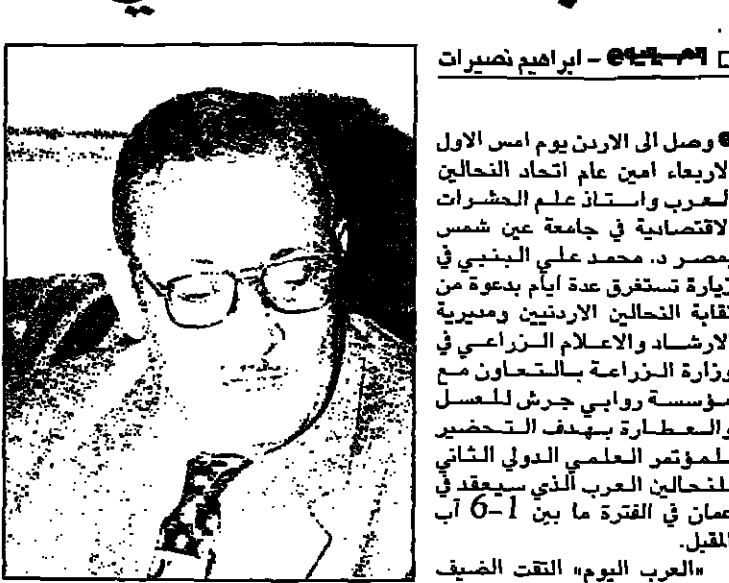 – ابراهيم نصيرات
وصل الى الاردن يوم امس الاول
الاربعاء امين عام اتحاد النحالين
العرب واستاذ علم الحشرات
الاقتصادية في جامعة عين شمس
بمصر د. محمد علي البنبي في
زيارة تستغرق عدة ايام بدعوة من
نقابة النحالين الاردنيين ومديرية
الارشاد والاعلام الزراعي في
وزارة الزراعة بالتعاون مع
مؤسسة روابي جرش للعسل
والعطارة بهدف التحضير
للمؤتمر العلمي الدولي الثاني
للنحالين العرب الذي سيعقد في
عمان في الفترة ما بين 1–6 آب
المقبل.
«العرب اليوم» التقت الضيف